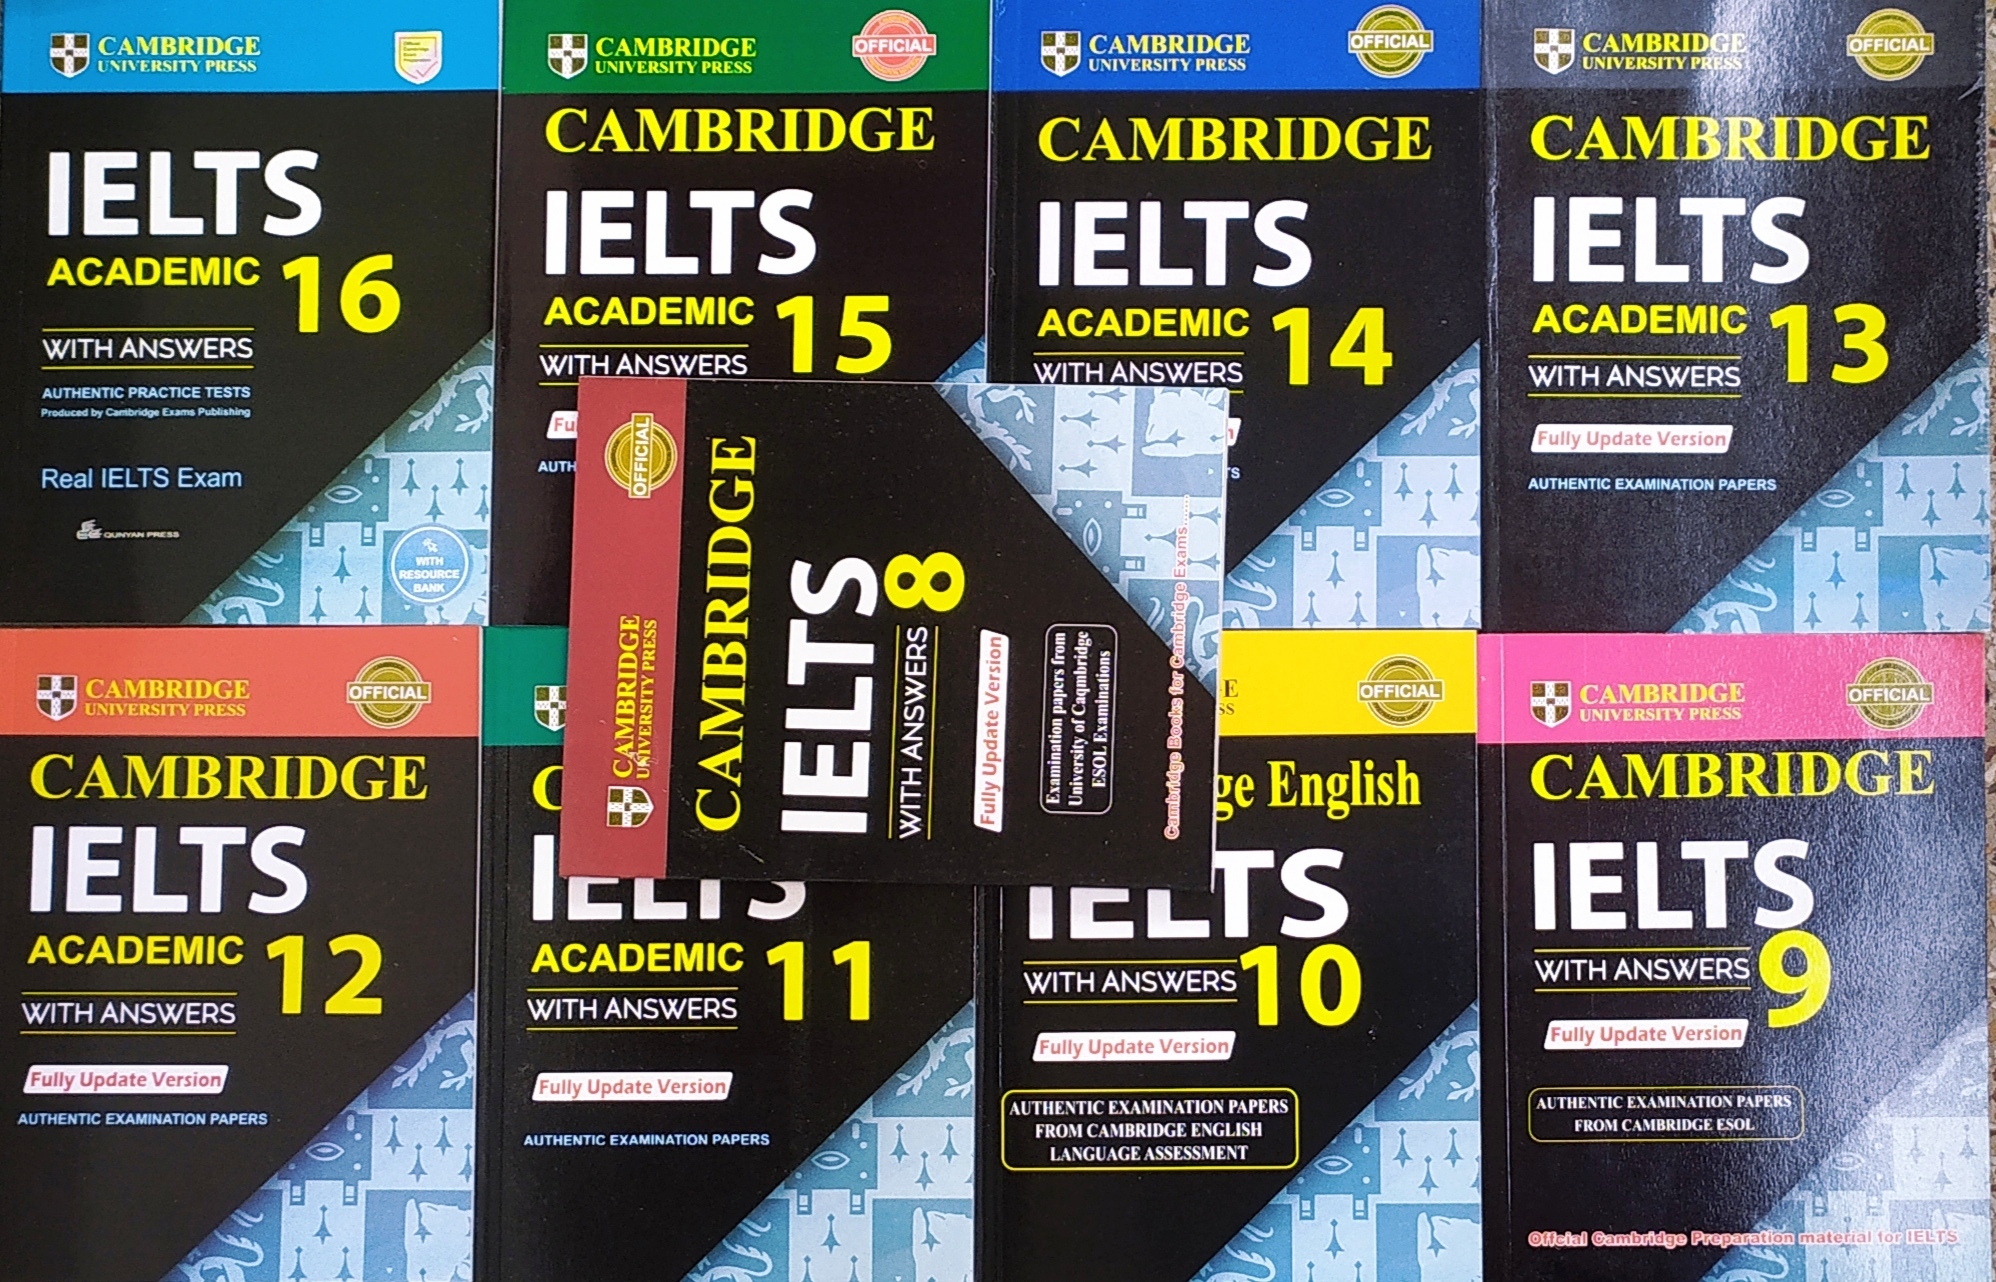 CAMBRIDGE
UNIVERSITY PRESS
IELTS
ACADEMIC 16
WITH ANSWERS
AUTHENTIC PRACTICE TESTS
Produced by Cambridge Exams Publishing
Real IELTS Exam
QUNYAN PRESS
WITH
RESOURCE
BANK
CAMBRIDGE
UNIVERSITY PRESS
OFFICIAL
CAMBRIDGE
IELTS
ACADEMIC 15
WITH ANSWERS
CAMBRIDGE
UNIVERSITY PRESS
OFFICIAL
CAMBRIDGE
IELTS
ACADEMIC 14
WITH ANSWERS
CAMBRIDGE
UNIVERSITY PRESS
OFFICIAL
CAMBRIDGE
IELTS
ACADEMIC 13
WITH ANSWERS
Fully Update Version
AUTHENTIC EXAMINATION PAPERS
CAMBRIDGE
UNIVERSITY PRESS
OFFICIAL
CAMBRIDGE
IELTS 8
WITH ANSWERS
Fully Update Version
Examination papers from
University of Caqmbridge
ESOL Examinations
Cambridge Books for Cambridge Exams......
CAMBRIDGE
UNIVERSITY PRESS
OFFICIAL
CAMBRIDGE
IELTS
ACADEMIC 12
WITH ANSWERS
Fully Update Version
AUTHENTIC EXAMINATION PAPERS
IELTS
ACADEMIC 11
WITH ANSWERS
Fully Update Version
AUTHENTIC EXAMINATION PAPERS
OFFICIAL
ge English
IELTS
WITH ANSWERS 10
Fully Update Version
AUTHENTIC EXAMINATION PAPERS
FROM CAMBRIDGE ENGLISH
LANGUAGE ASSESSMENT
CAMBRIDGE
UNIVERSITY PRESS
OFFICIAL
CAMBRIDGE
IELTS
WITH ANSWERS 9
Fully Update Version
AUTHENTIC EXAMINATION PAPERS
FROM CAMBRIDGE ESOL
Offcial Cambridge Preparation material for IELTS